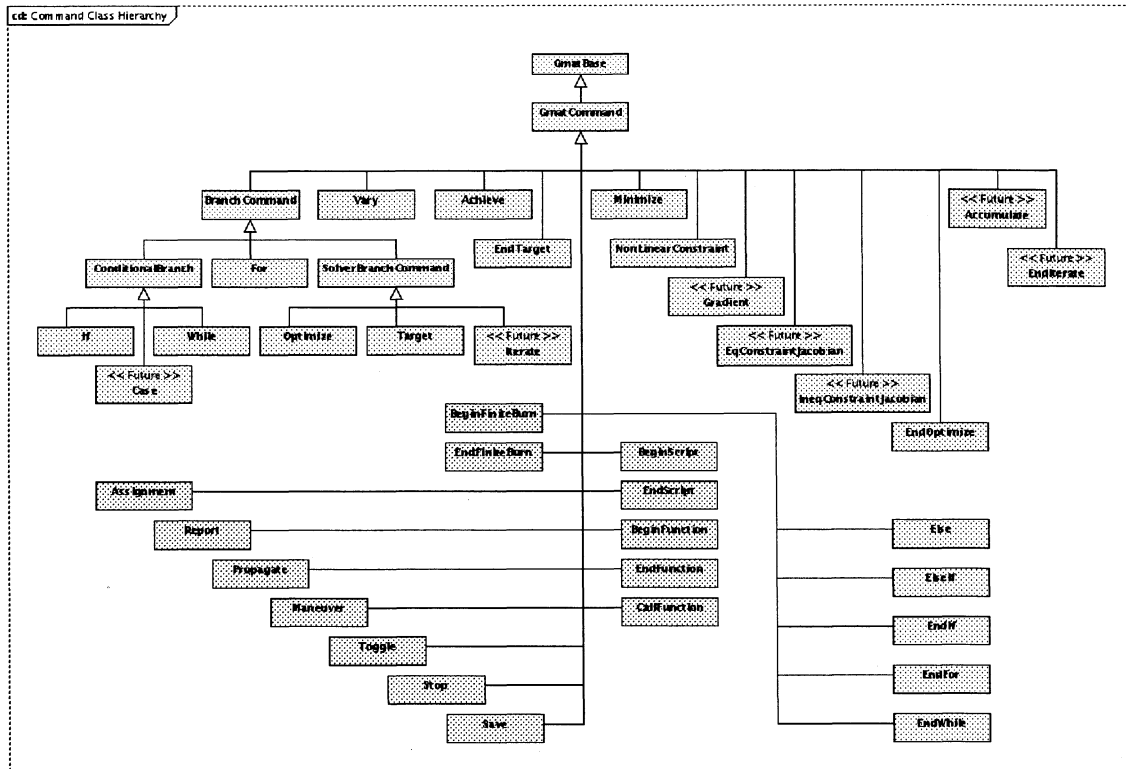 cd: Command Class Hierarchy
GmatBase
GmatCommand
Branch Command
Vary
Achieve
Minimize
<< Future >>
Accumulate
EndTarget
NonLinearConstraint
<< Future >>
EndIterate
ConditionalBranch
For
SolverBranchCommand
<< Future >>
Gradient
If
While
Optimize
Target
<< Future >>
Iterate
<< Future >>
EqConstraintJacobian
<< Future >>
Case
<< Future >>
IneqConstraintJacobian
BeginFiniteBurn
EndOptimize
EndFiniteBurn
BeginScript
Assignment
EndScript
Report
BeginFunction
Else
Propagate
EndFunction
ElseIf
Maneuver
CallFunction
EndIf
Toggle
EndFor
Stop
Save
EndWhile